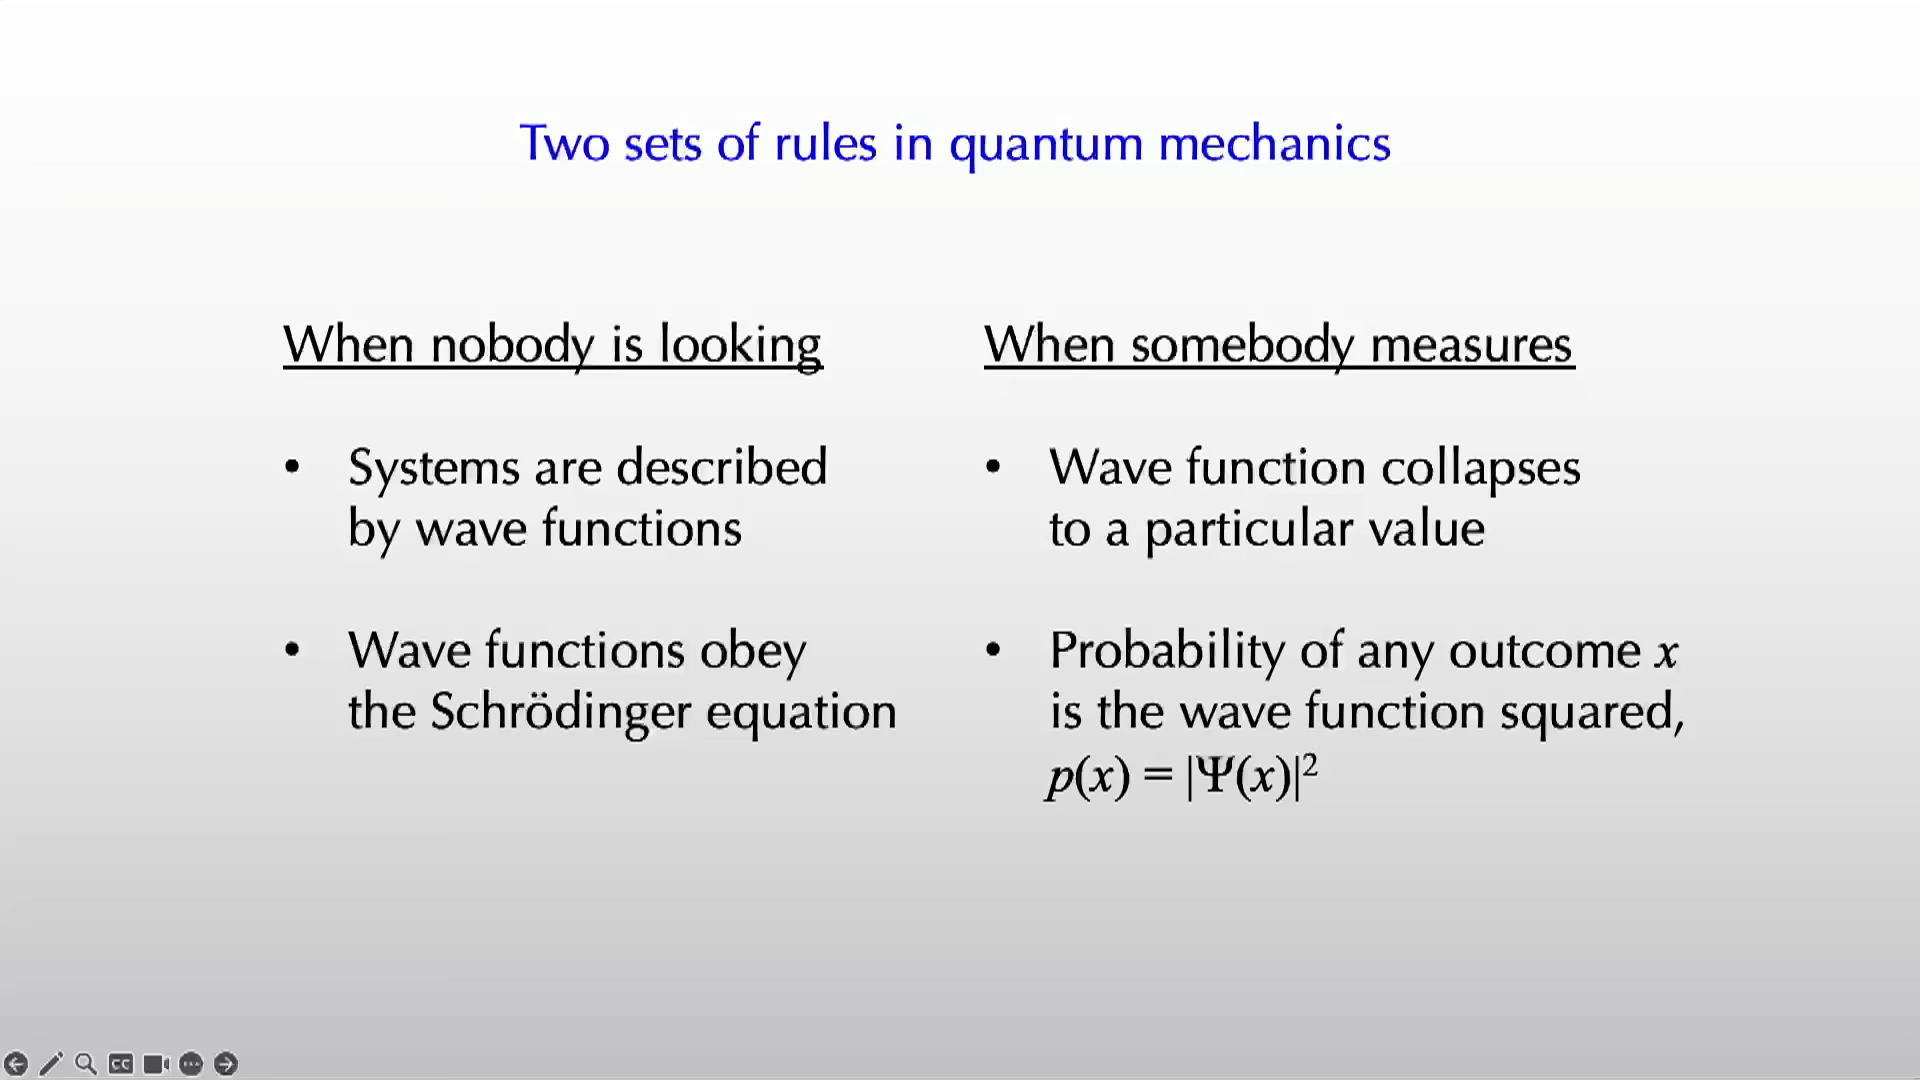 Two sets of rules in quantum mechanics
When nobody is looking
• Systems are described
by wave functions
• Wave functions obey
the Schrödinger equation
When somebody measures
• Wave function collapses
to a particular value
• Probability of any outcome x
is the wave function squared,
p(x) = |Ψ(x)|²
CC